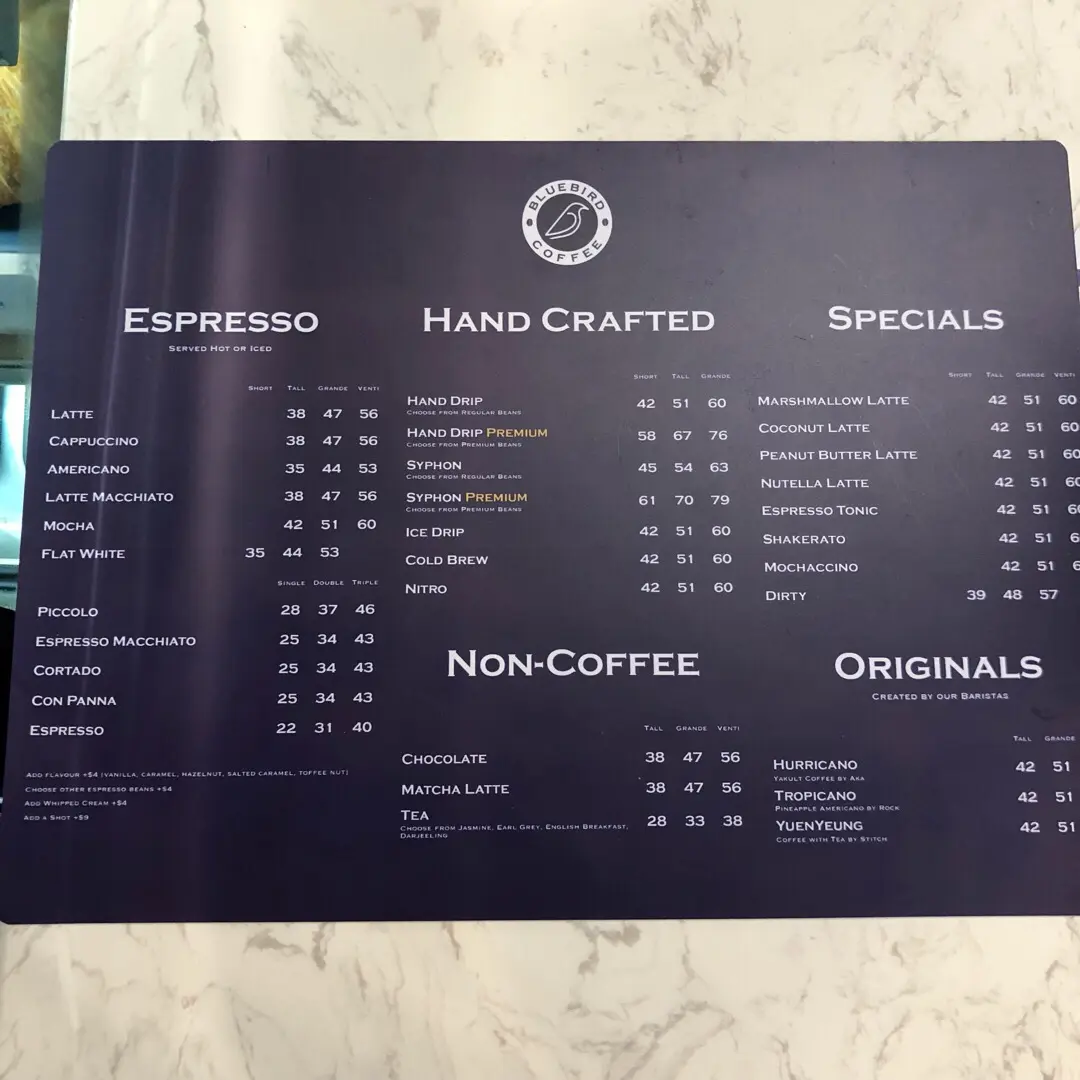 BLUEBIRD COFFEE
ESPRESSO
SERVED HOT OR ICED
SHORT TALL GRANDE VENTI
LATTE 38 47 56
CAPPUCCINO 38 47 56
AMERICANO 35 44 53
LATTE MACCHIATO 38 47 56
MOCHA 42 51 60
FLAT WHITE 35 44 53
SINGLE DOUBLE TRIPLE
PICCOLO 28 37 46
ESPRESSO MACCHIATO 25 34 43
CORTADO 25 34 43
CON PANNA 25 34 43
ESPRESSO 22 31 40
ADD FLAVOUR +$4 (VANILLA, CARAMEL, HAZELNUT, SALTED CARAMEL, TOFFEE NUT)
CHOOSE OTHER ESPRESSO BEANS +$4
ADD WHIPPED CREAM +$4
ADD A SHOT +$9
HAND CRAFTED
SHORT TALL GRANDE
HAND DRIP 42 51 60
CHOOSE FROM REGULAR BEANS
HAND DRIP PREMIUM 58 67 76
CHOOSE FROM PREMIUM BEANS
SYPHON 45 54 63
CHOOSE FROM REGULAR BEANS
SYPHON PREMIUM 61 70 79
CHOOSE FROM PREMIUM BEANS
ICE DRIP 42 51 60
COLD BREW 42 51 60
NITRO 42 51 60
NON-COFFEE
TALL GRANDE VENTI
CHOCOLATE 38 47 56
MATCHA LATTE 38 47 56
TEA 28 33 38
CHOOSE FROM JASMINE, EARL GREY, ENGLISH BREAKFAST,
DARJEELING
SPECIALS
SHORT TALL GRANDE VENTI
MARSHMALLOW LATTE 42 51 60
COCONUT LATTE 42 51 60
PEANUT BUTTER LATTE 42 51
NUTELLA LATTE 42 51
ESPRESSO TONIC 42 51
SHAKERATO 42 51
MOCHACCINO 42 51
DIRTY 39 48 57
ORIGINALS
CREATED BY OUR BARISTAS
TALL GRANDE
HURRICANO 42 51
YAKULT COFFEE BY AKA
TROPICANO 42 51
PINEAPPLE AMERICANO BY ROCK
YUENYEUNG 42 51
COFFEE WITH TEA BY STITCH